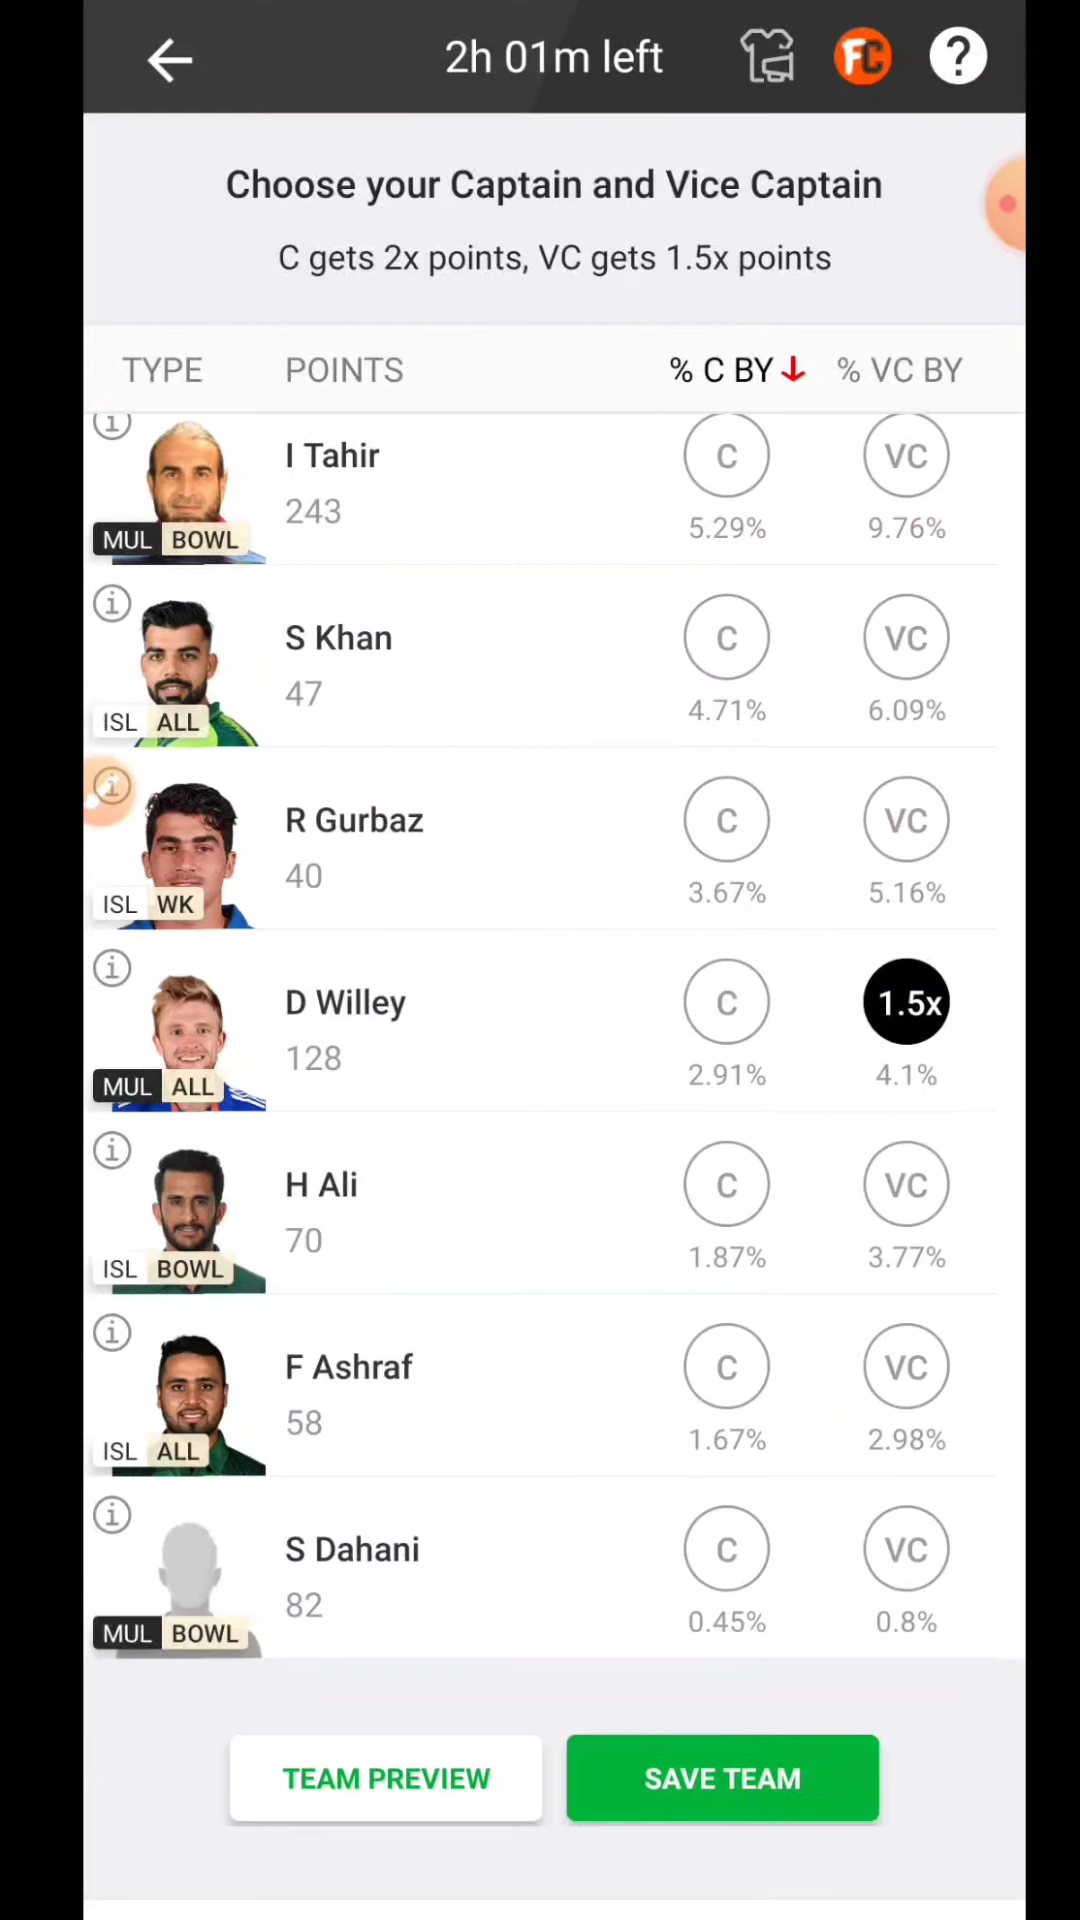 2h 01m left
FC
?
Choose your Captain and Vice Captain
C gets 2x points, VC gets 1.5x points
TYPE POINTS % C BY % VC BY
I Tahir
243
MUL BOWL
C
5.29%
VC
9.76%
S Khan
47
ISL ALL
C
4.71%
VC
6.09%
R Gurbaz
40
ISL WK
C
3.67%
VC
5.16%
D Willey
128
MUL ALL
C
2.91%
1.5x
4.1%
H Ali
70
ISL BOWL
C
1.87%
VC
3.77%
F Ashraf
58
ISL ALL
C
1.67%
VC
2.98%
S Dahani
82
MUL BOWL
C
0.45%
VC
0.8%
TEAM PREVIEW
SAVE TEAM